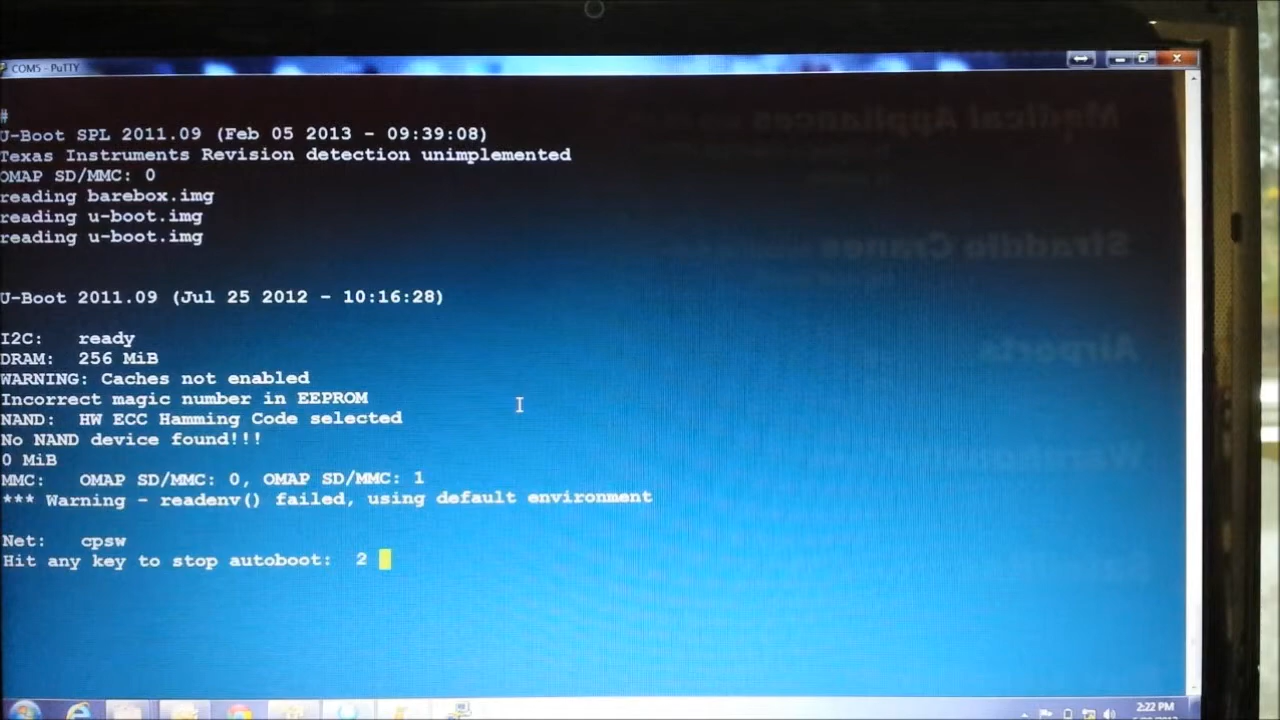 COM5 - PuTTY
#
U-Boot SPL 2011.09 (Feb 05 2013 - 09:39:08)
Texas Instruments Revision detection unimplemented
OMAP SD/MMC: 0
reading barebox.img
reading u-boot.img
reading u-boot.img
U-Boot 2011.09 (Jul 25 2012 - 10:16:28)
I2C: ready
DRAM: 256 MiB
WARNING: Caches not enabled
Incorrect magic number in EEPROM
NAND: HW ECC Hamming Code selected
No NAND device found!!!
0 MiB
MMC: OMAP SD/MMC: 0, OMAP SD/MMC: 1
*** Warning - readenv() failed, using default environment
Net: cpsw
Hit any key to stop autoboot: 2
Medical Appliances
Straddle Cranes
Airports
2:22 PM